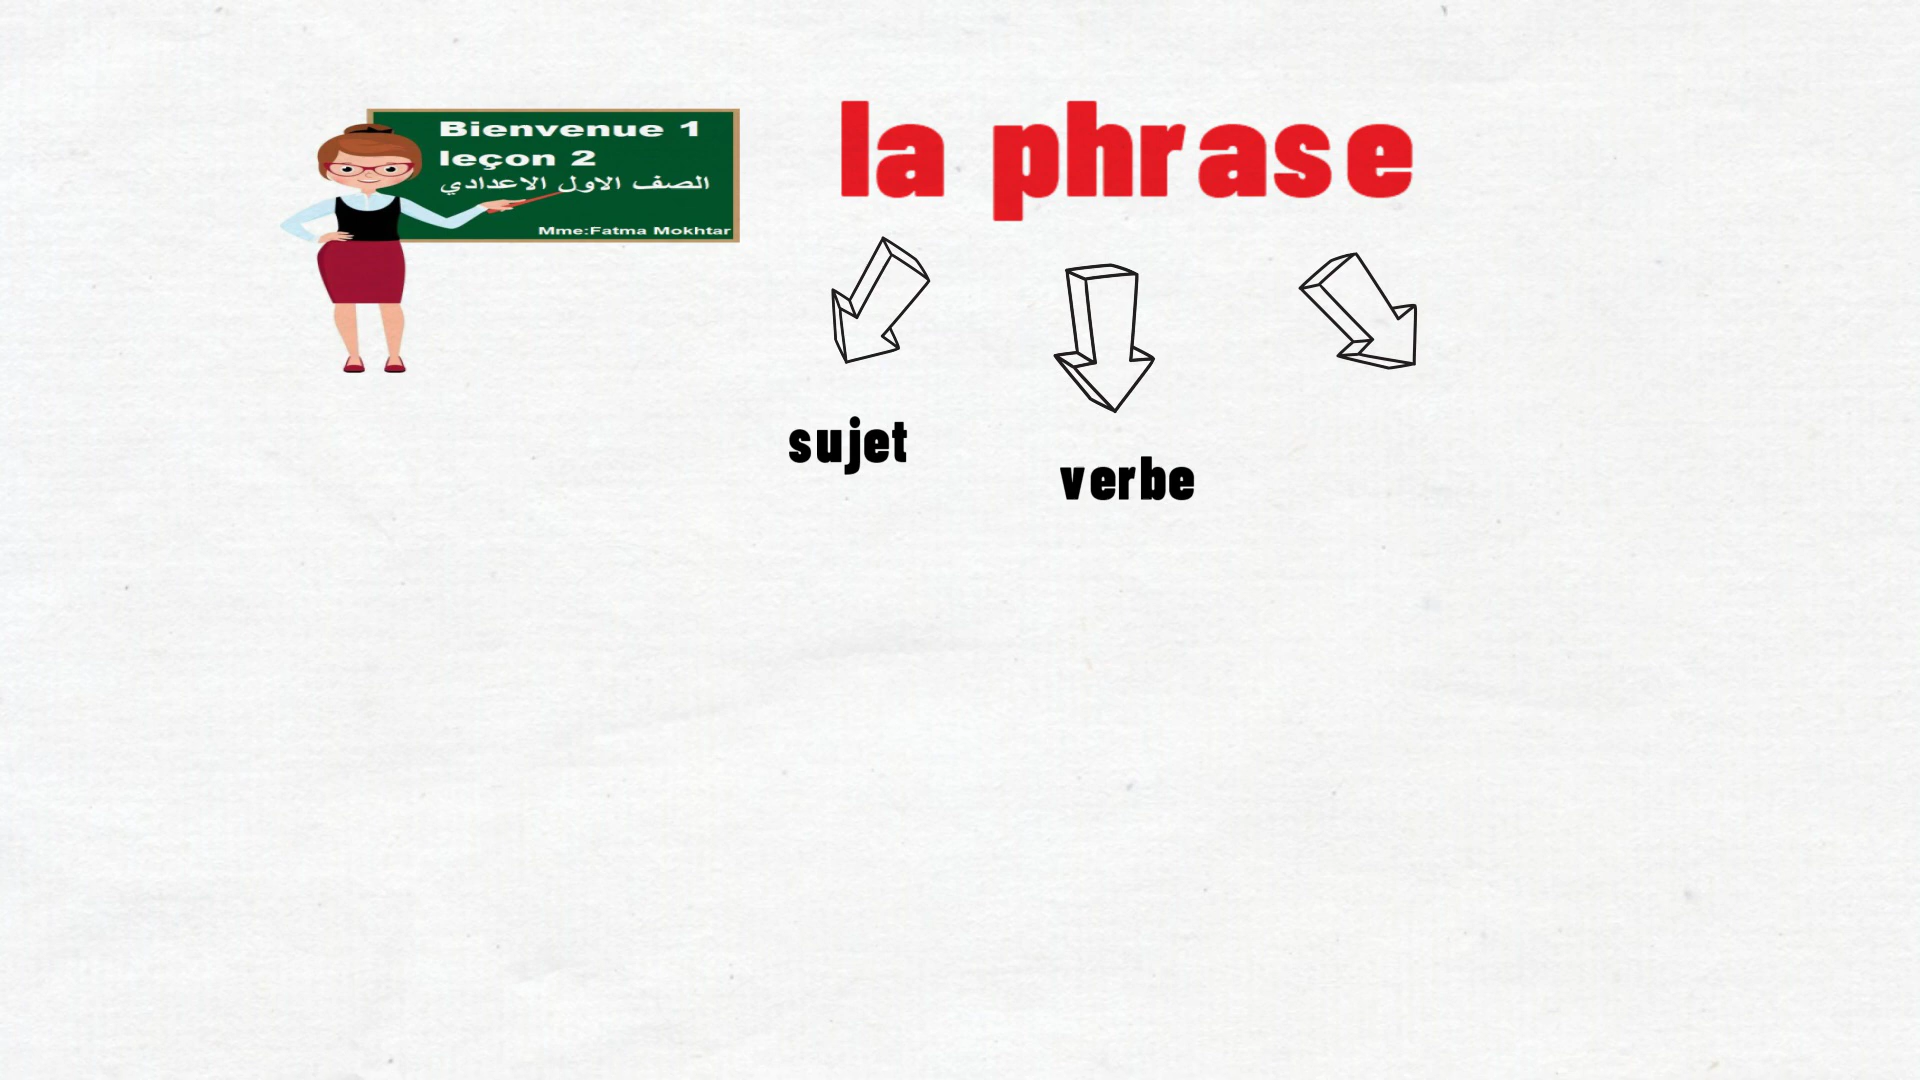 Bienvenue 1
leçon 2
الصف الاول الاعدادي
Mme:Fatma Mokhtar
la phrase
sujet
verbe